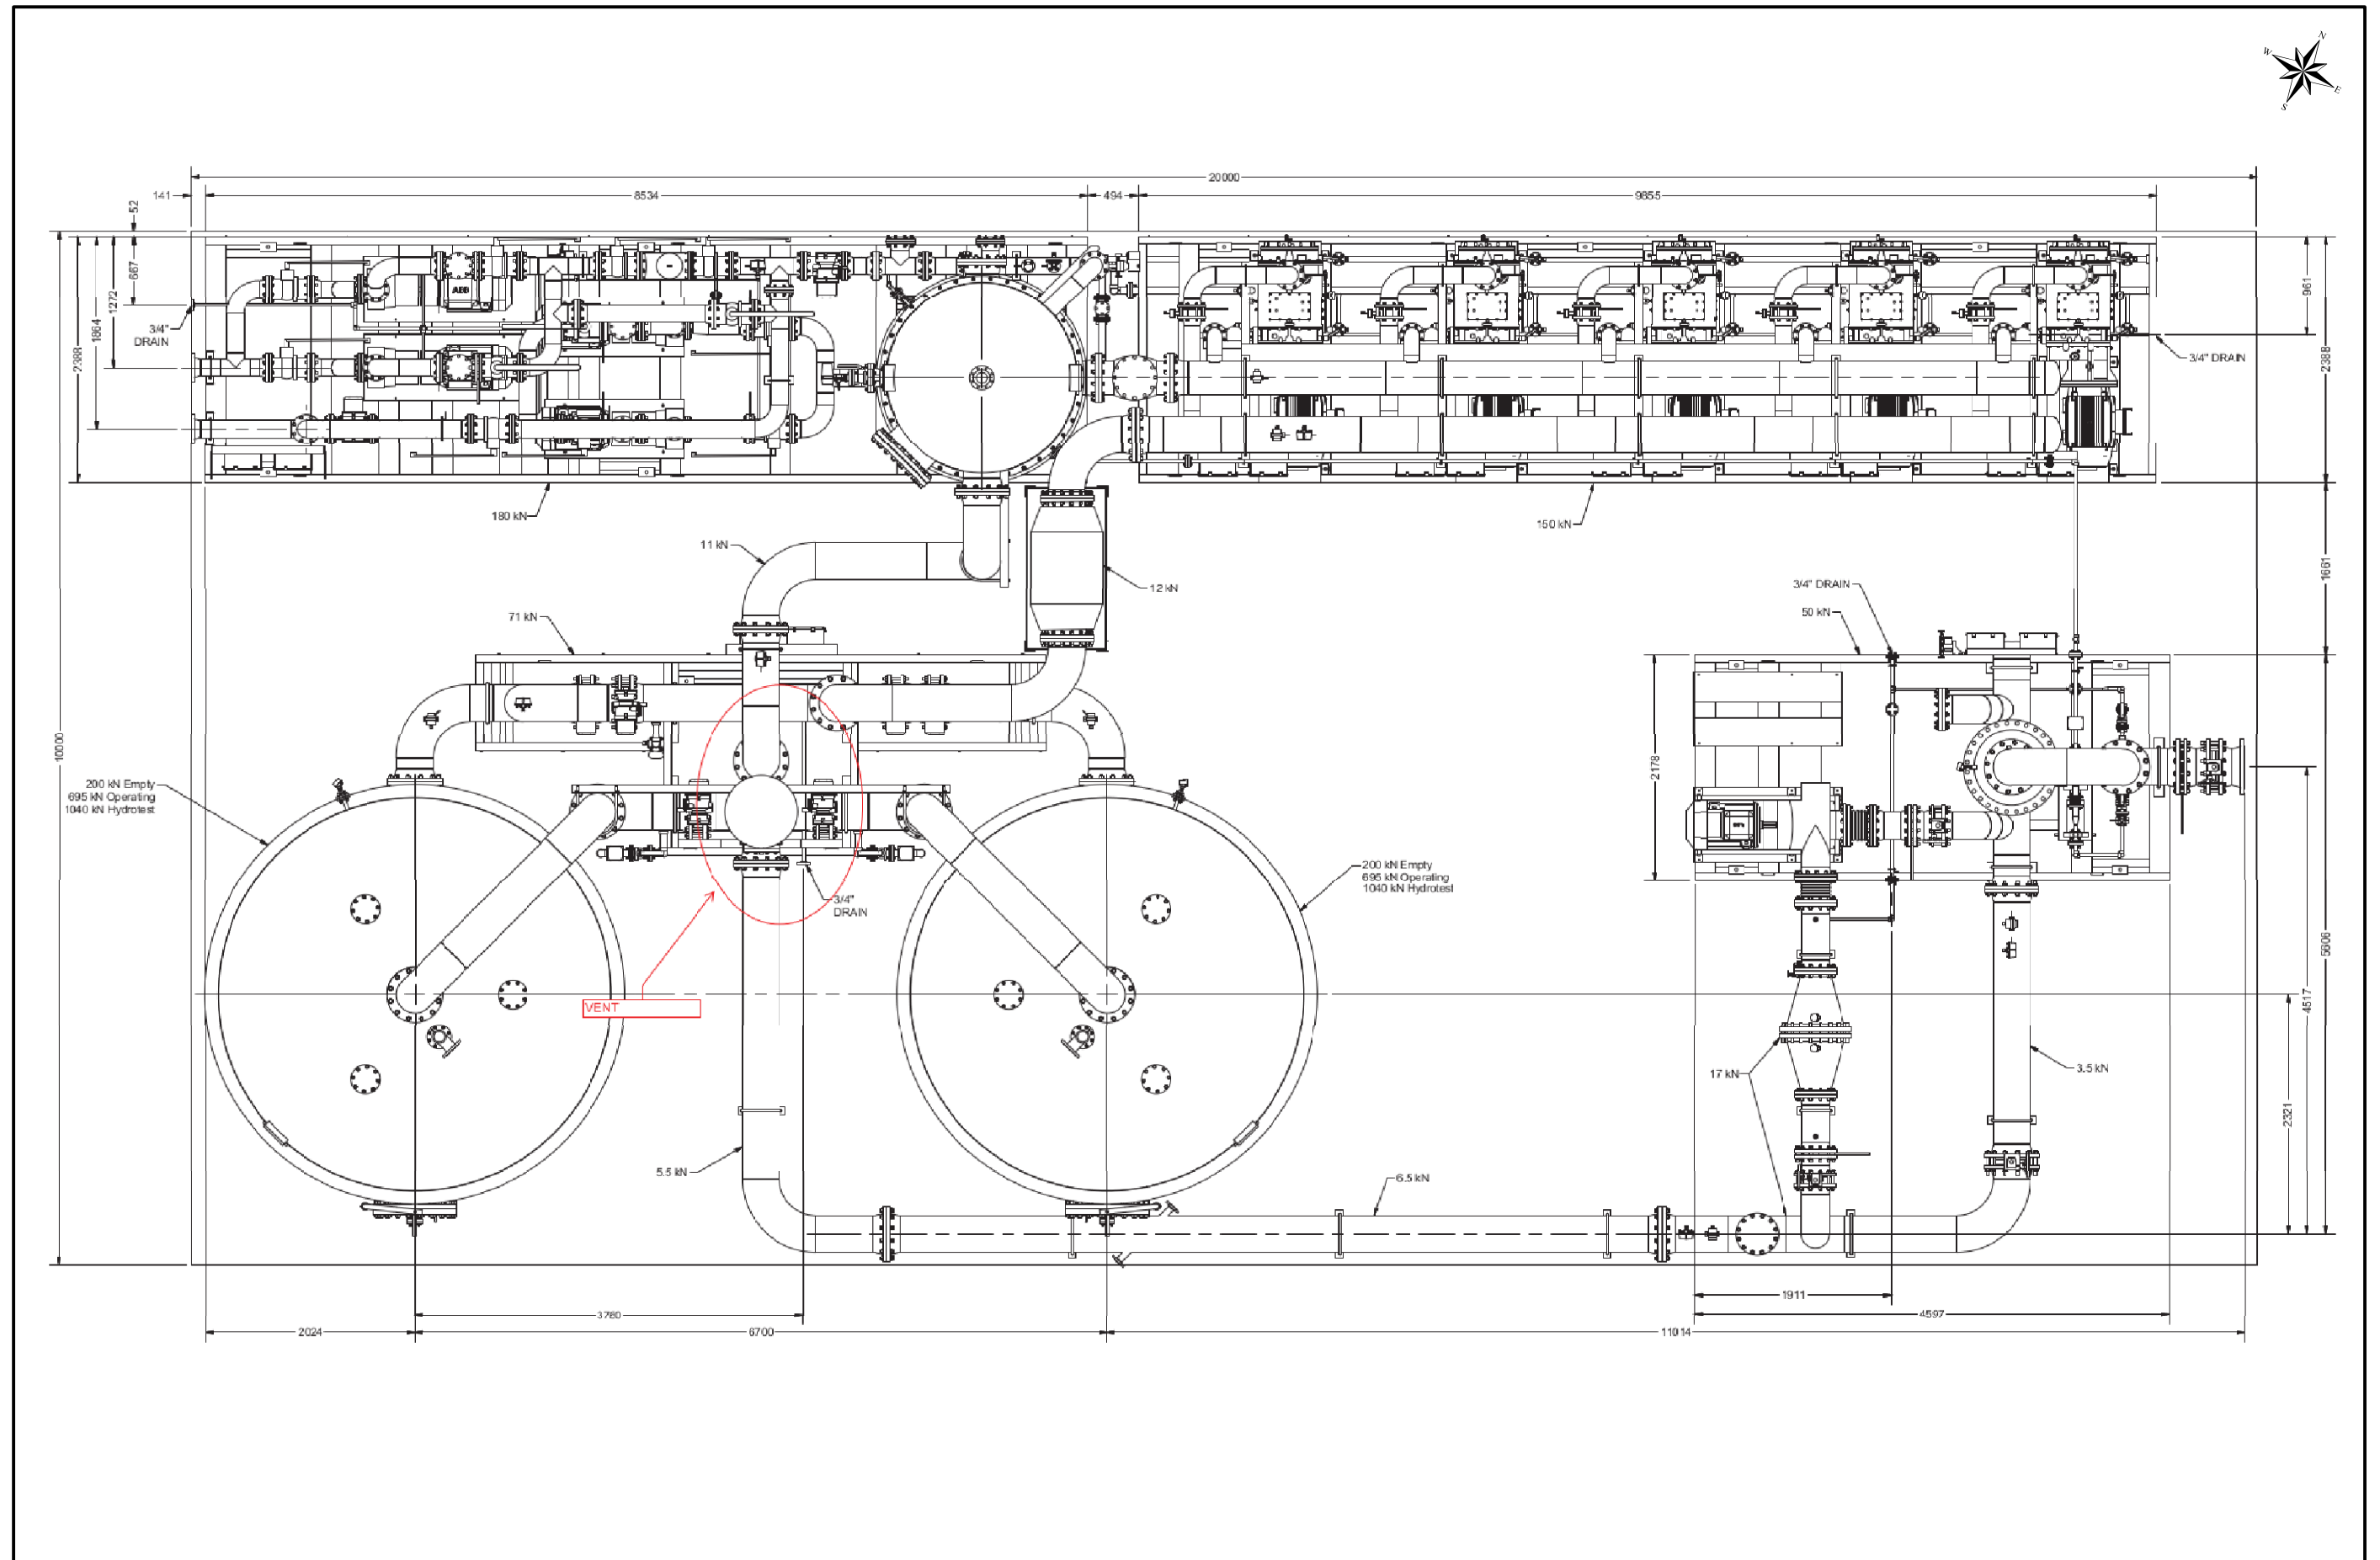 N
W
E
S
20000
141
8534
494
9855
52
667
1272
1864
2388
961
2388
ABB
3/4"
DRAIN
3/4" DRAIN
180 kN
150 kN
11 kN
12 kN
1661
3/4" DRAIN
50 kN
71 kN
10000
2178
200 kN Empty
695 kN Operating
1040 kN Hydrotest
200 kN Empty
695 kN Operating
1040 kN Hydrotest
3/4"
DRAIN
VENT
5606
4517
2321
17 kN
3.5 kN
5.5 kN
6.5 kN
1911
3780
4597
2024
6700
11014